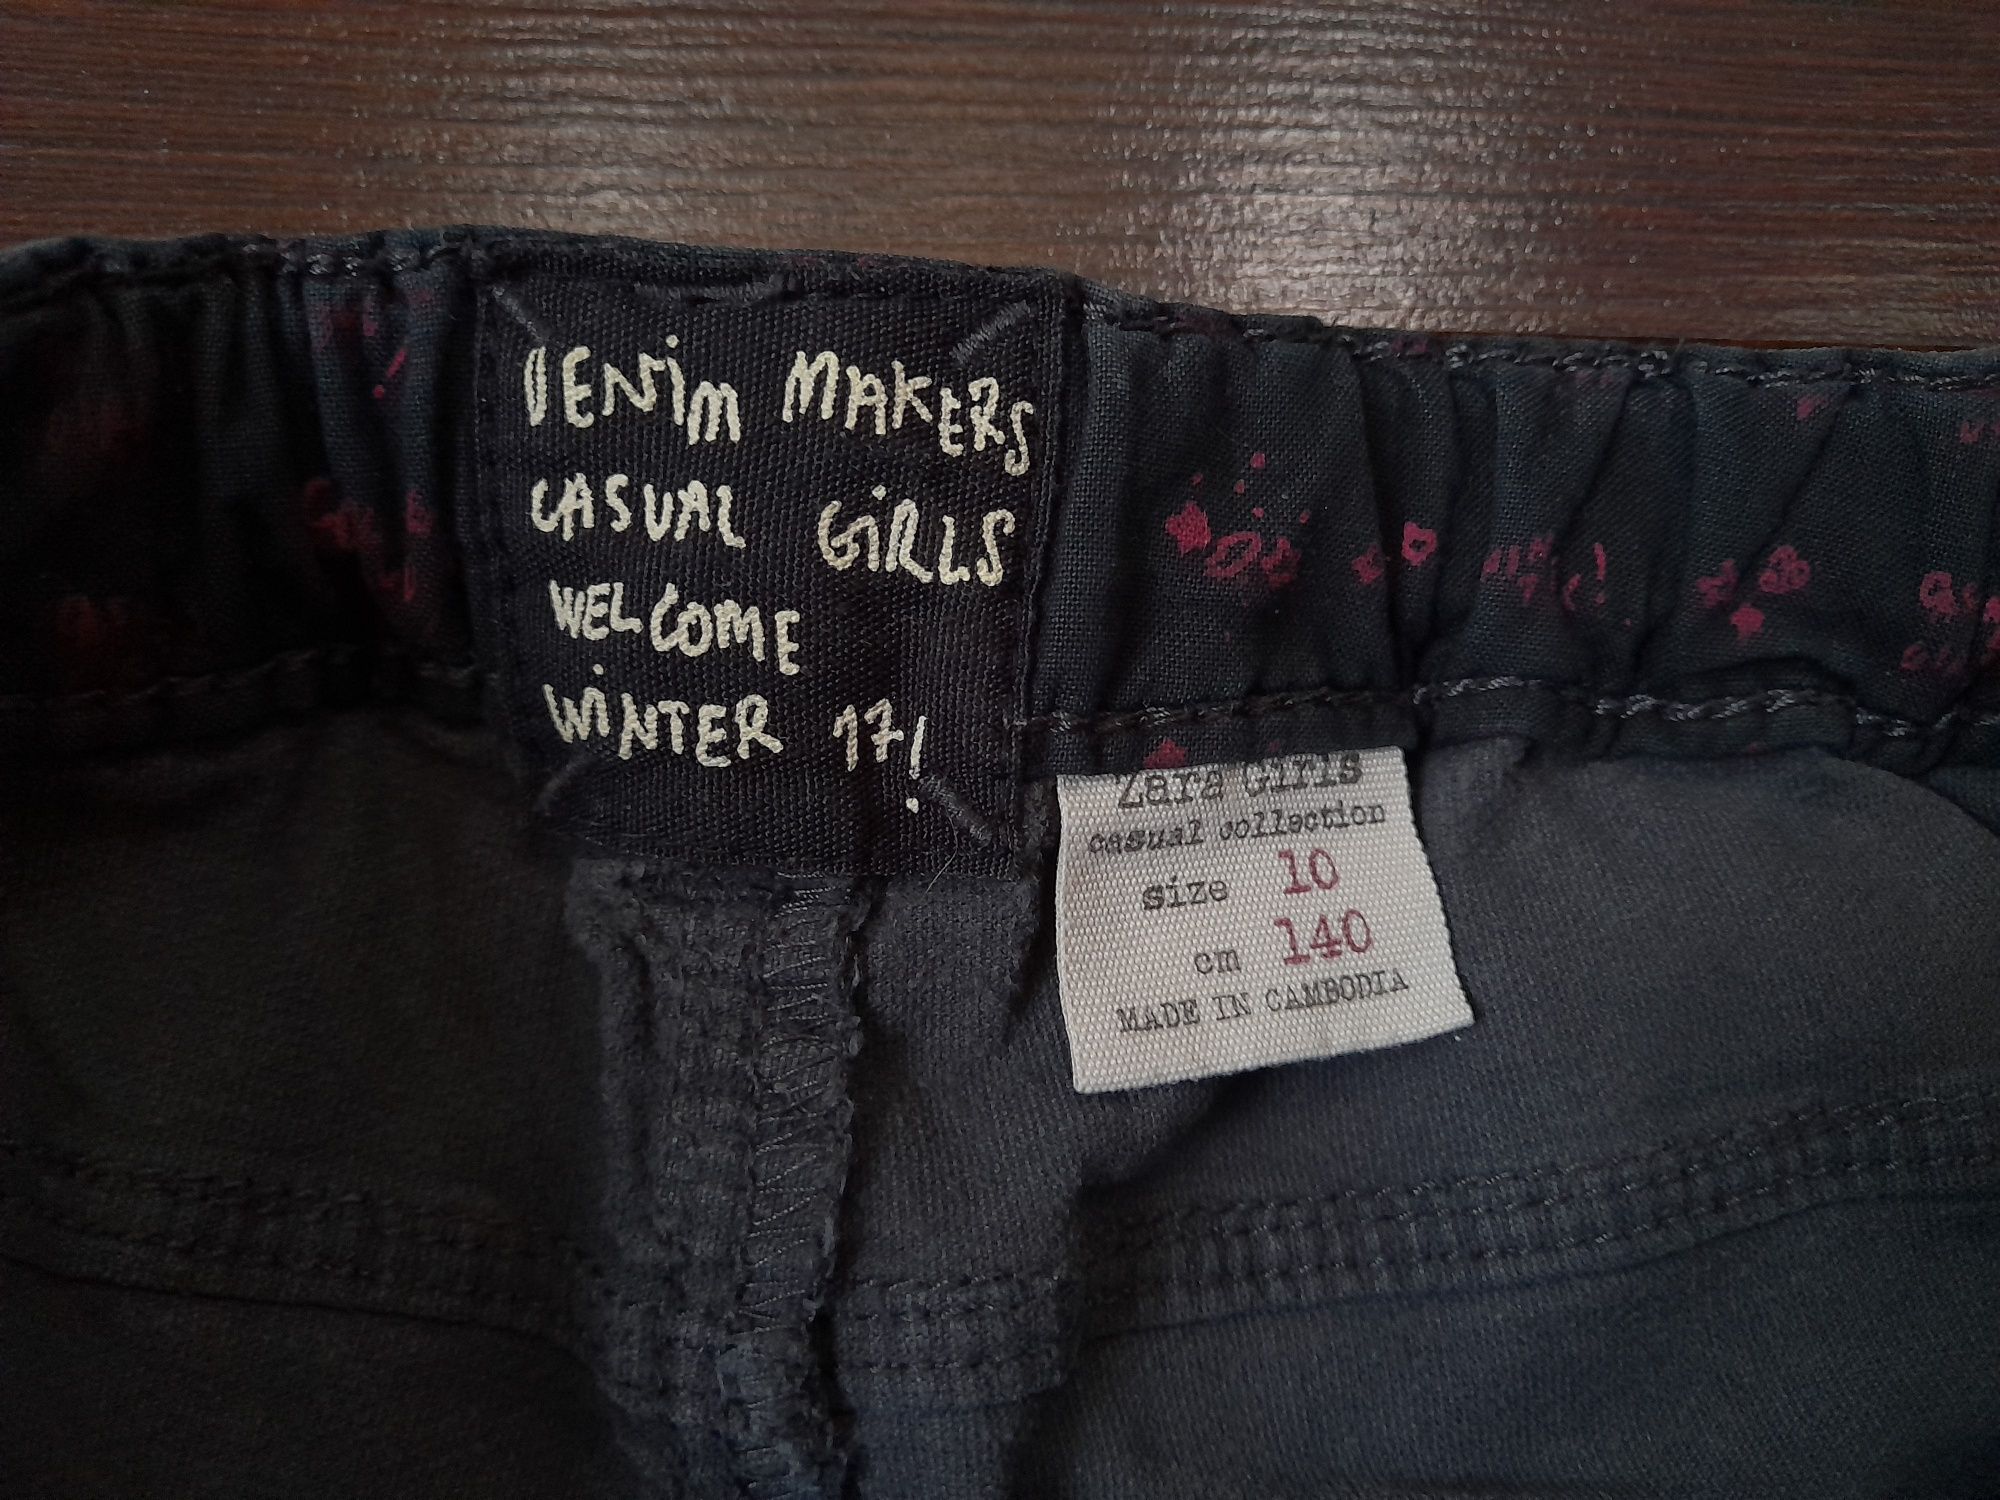 DENiM MAKERS
CASUAL GiRLS
WELCOME
WiNTER 17!
Zara Girls
casual collection
size 10
cm 140
MADE IN CAMBODIA